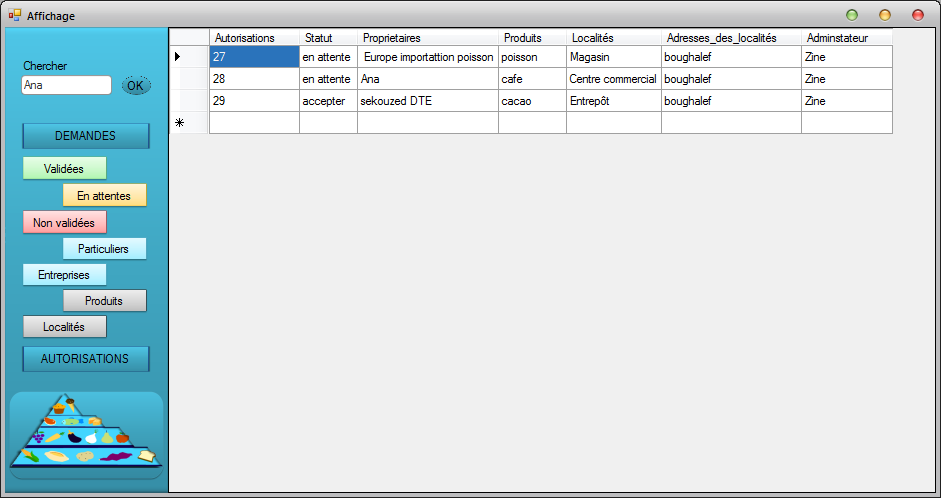 Affichage
Chercher
Ana
OK
DEMANDES
Validées
En attentes
Non validées
Particuliers
Entreprises
Produits
Localités
AUTORISATIONS
Autorisations Statut Proprietaires Produits Localités Adresses_des_localités Adminstateur
27 en attente Europe importattion poisson poisson Magasin boughalef Zine
28 en attente Ana cafe Centre commercial boughalef Zine
29 accepter sekouzed DTE cacao Entrepôt boughalef Zine